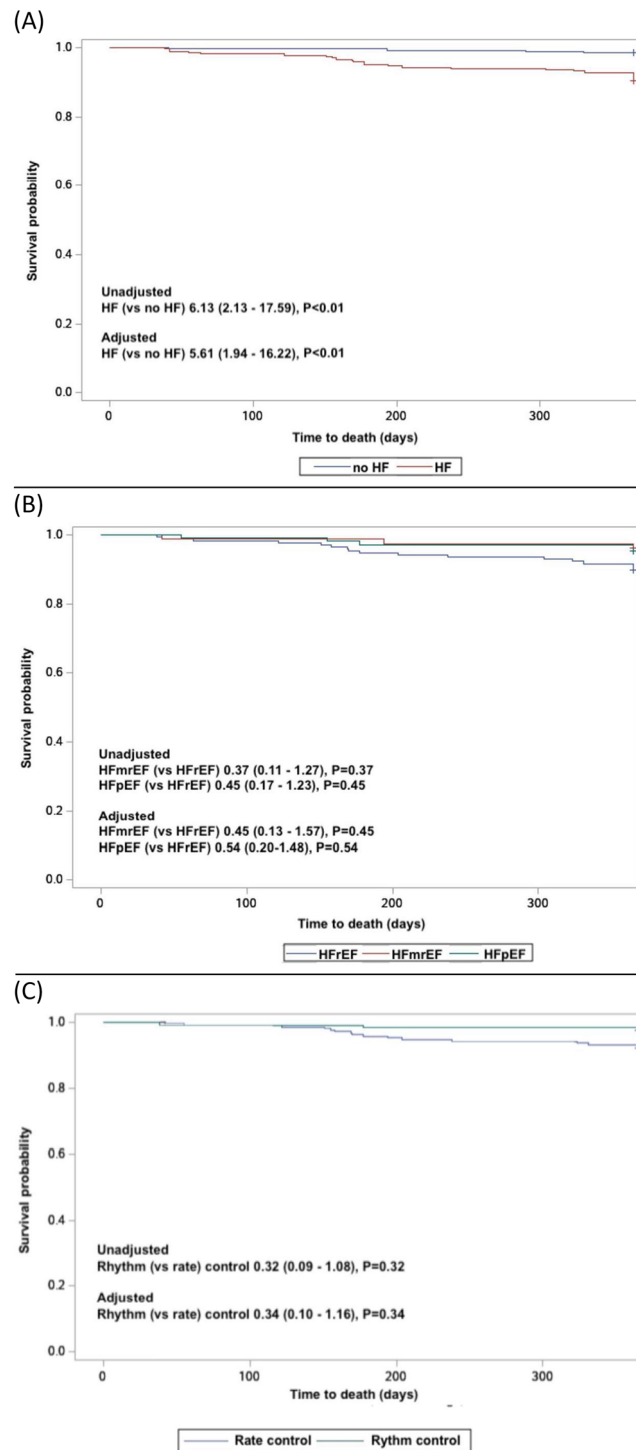 (A)
1.0
0.8
0.6
0.4
0.2
0.0
Survival probability
Unadjusted
HF (vs no HF) 6.13 (2.13 - 17.59), P<0.01
Adjusted
HF (vs no HF) 5.61 (1.94 - 16.22), P<0.01
0 100 200 300
Time to death (days)
no HF HF
(B)
1.0
0.8
0.6
0.4
0.2
0.0
Survival probability
Unadjusted
HFmrEF (vs HFrEF) 0.37 (0.11 - 1.27), P=0.37
HFpEF (vs HFrEF) 0.45 (0.17 - 1.23), P=0.45
Adjusted
HFmrEF (vs HFrEF) 0.45 (0.13 - 1.57), P=0.45
HFpEF (vs HFrEF) 0.54 (0.20-1.48), P=0.54
0 100 200 300
Time to death (days)
HFrEF HFmrEF HFpEF
(C)
1.0
0.8
0.6
0.4
0.2
0.0
Survival probability
Unadjusted
Rhythm (vs rate) control 0.32 (0.09 - 1.08), P=0.32
Adjusted
Rhythm (vs rate) control 0.34 (0.10 - 1.16), P=0.34
0 100 200 300
Time to death (days)
Rate control Rythm control